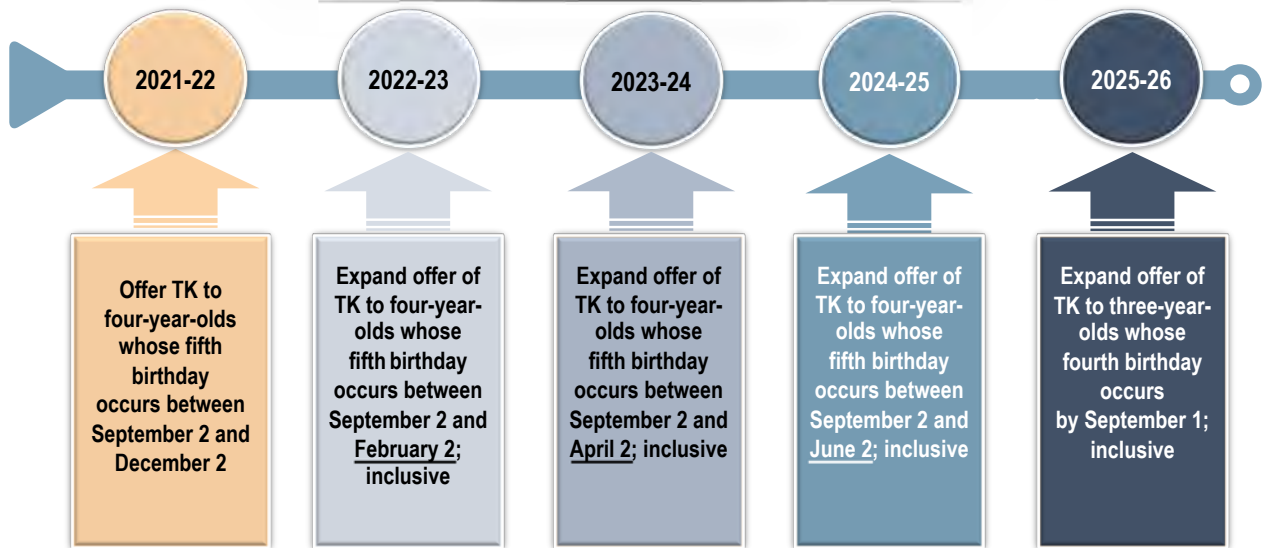 2021-22
2022-23
2023-24
2024-25
2025-26
Offer TK to
four-year-olds
whose fifth
birthday
occurs between
September 2 and
December 2
Expand offer of
TK to four-year-
olds whose
fifth birthday
occurs between
September 2 and
February 2;
inclusive
Expand offer of
TK to four-year-
olds whose
fifth birthday
occurs between
September 2 and
April 2; inclusive
Expand offer of
TK to four-year-
olds whose
fifth birthday
occurs between
September 2 and
June 2; inclusive
Expand offer of
TK to three-year-
olds whose
fourth birthday
occurs
by September 1;
inclusive